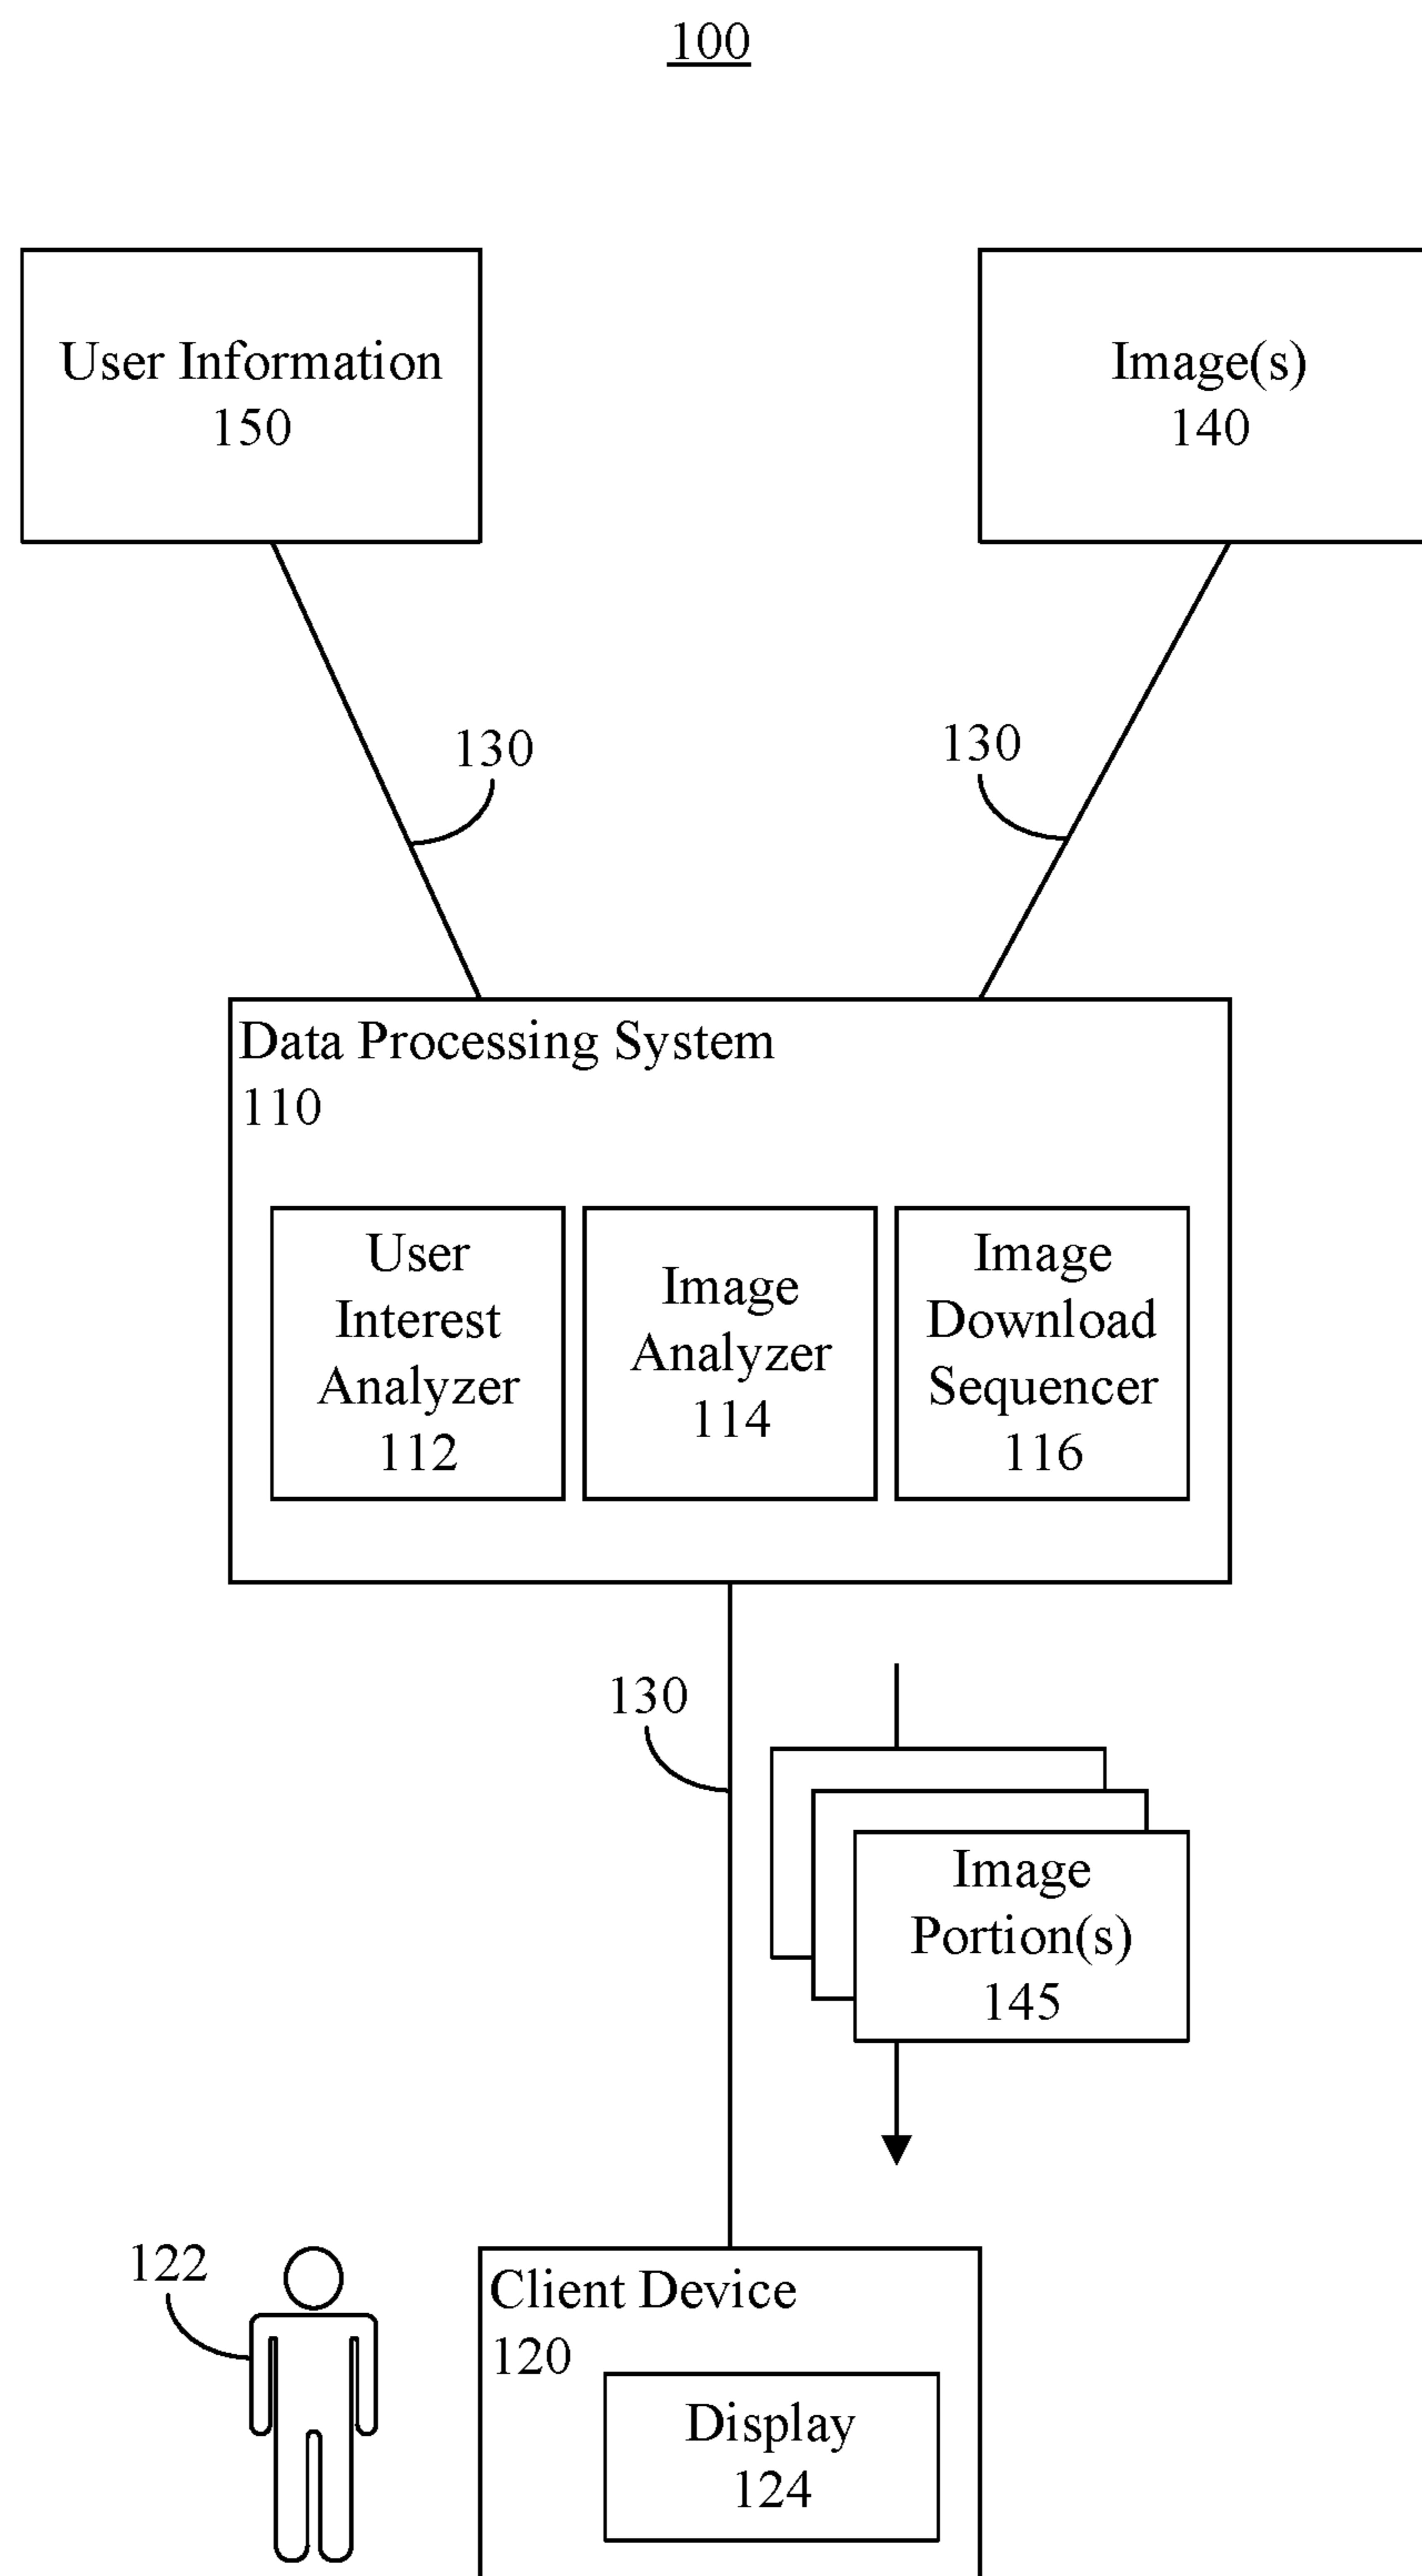 100
User Information
150
Image(s)
140
130
130
Data Processing System
110
User
Interest
Analyzer
112
Image
Analyzer
114
Image
Download
Sequencer
116
130
Image
Portion(s)
145
122
Client Device
120
Display
124